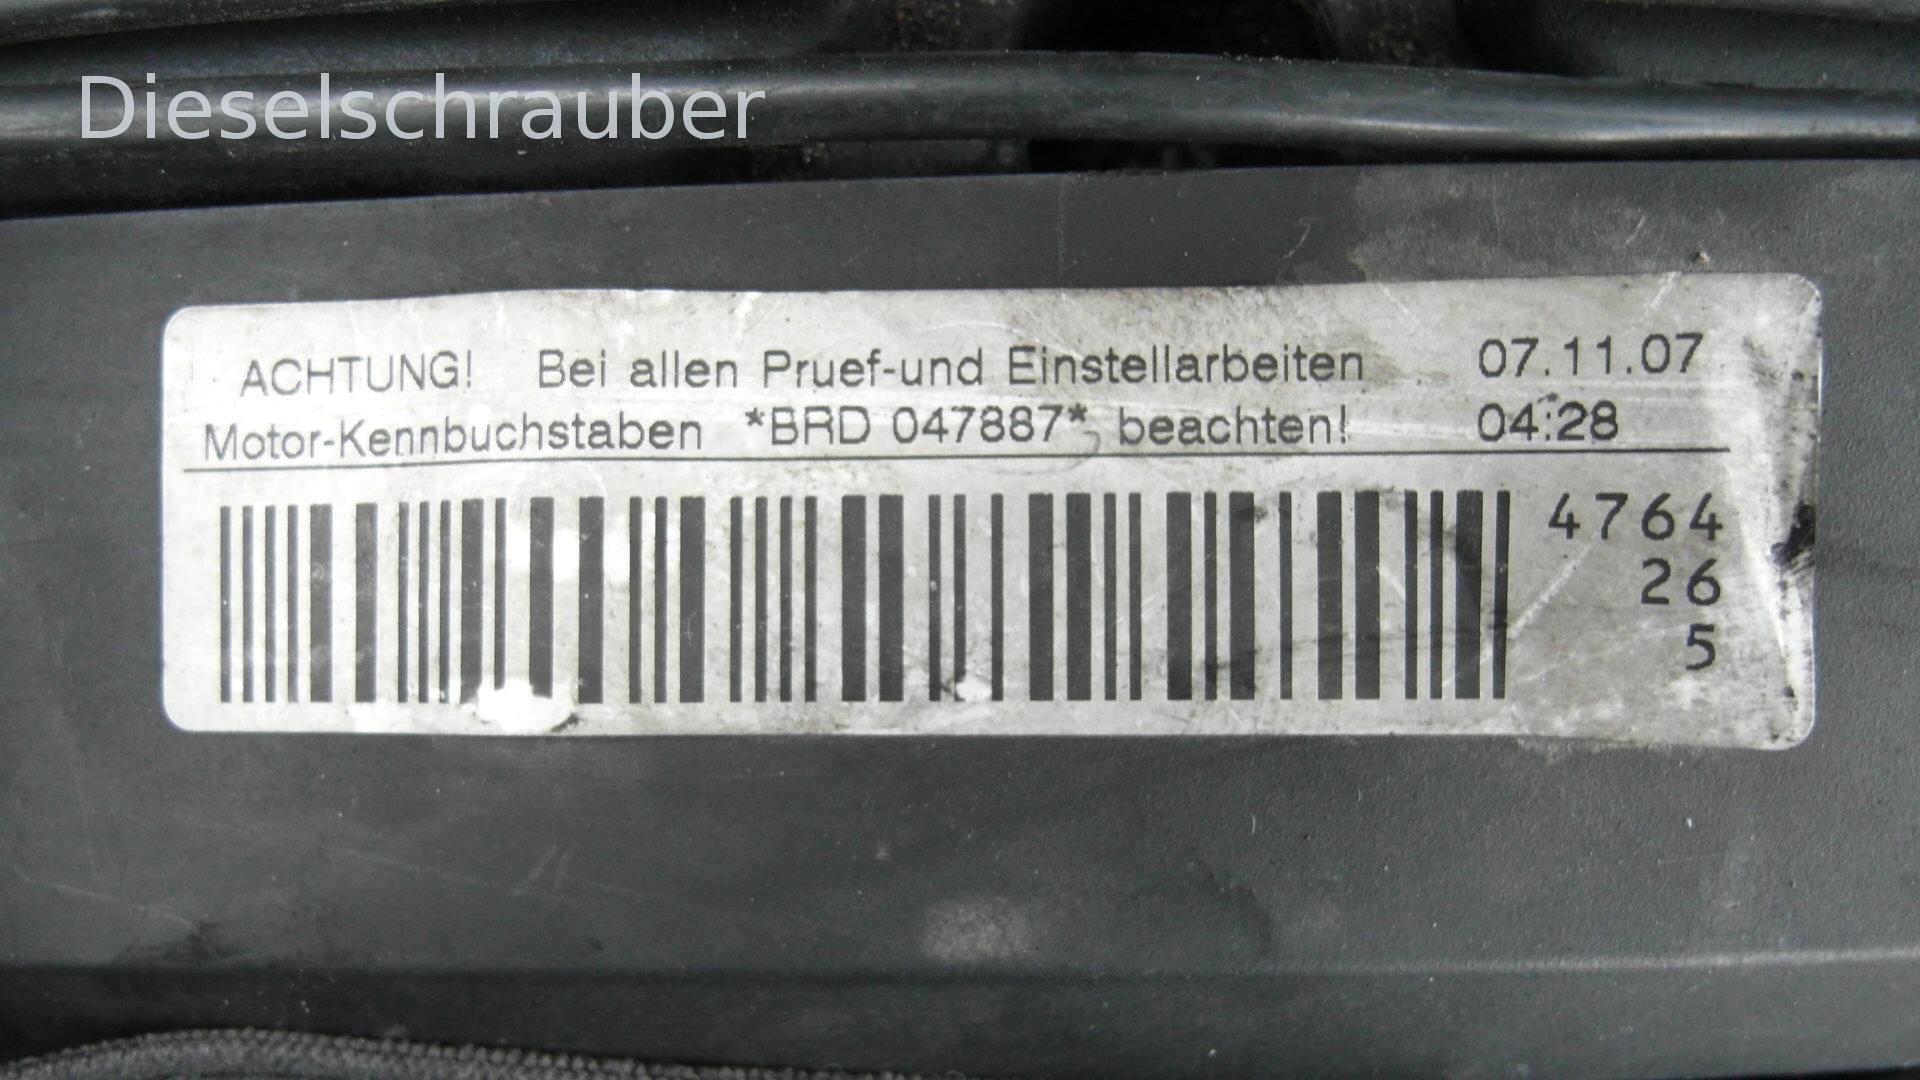 Dieselschrauber
ACHTUNG! Bei allen Pruef-und Einstellarbeiten 07.11.07
Motor-Kennbuchstaben *BRD 047887* beachten! 04:28
4764
26
5